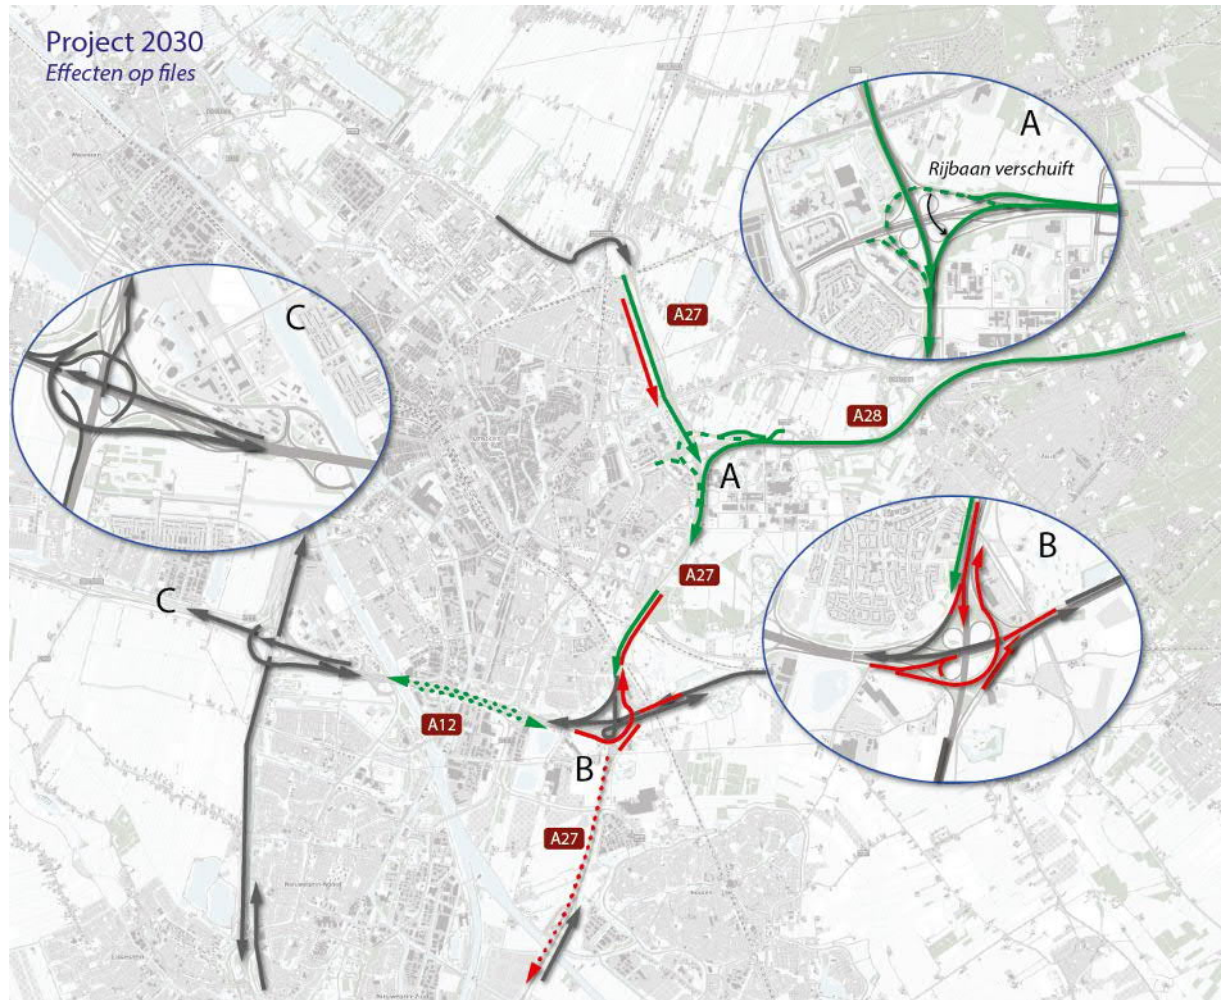 Project 2030
Effecten op files
A
Rijbaan verschuift
C
A27
A28
A
A27
B
C
A12
B
A27